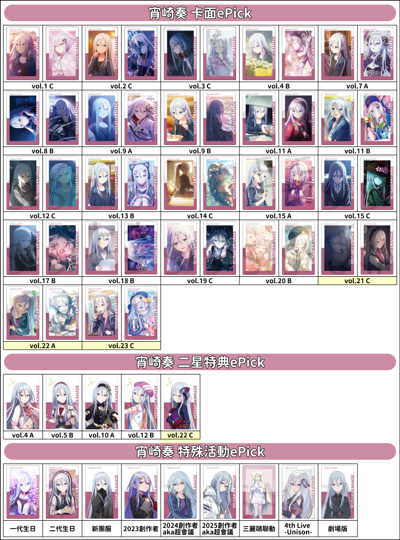 宵崎奏 卡面ePick
vol.1 C
vol.2 C
vol.3 C
vol.4 B
vol.7 A
vol.8 B
vol.9 A
vol.9 B
vol.11 A
vol.11 B
vol.12 C
vol.13 B
vol.14 C
vol.15 A
vol.15 C
vol.17 B
vol.18 B
vol.19 C
vol.20 B
vol.21 C
vol.22 A
vol.23 C
宵崎奏 二星特典ePick
vol.4 A
vol.5 B
vol.10 A
vol.12 B
vol.22 C
宵崎奏 特殊活動ePick
一代生日
二代生日
新團服
2023創作者
2024創作者
aka超會議
2025創作者
aka超會議
三麗鷗聯動
4th Live
-Unison-
劇場版